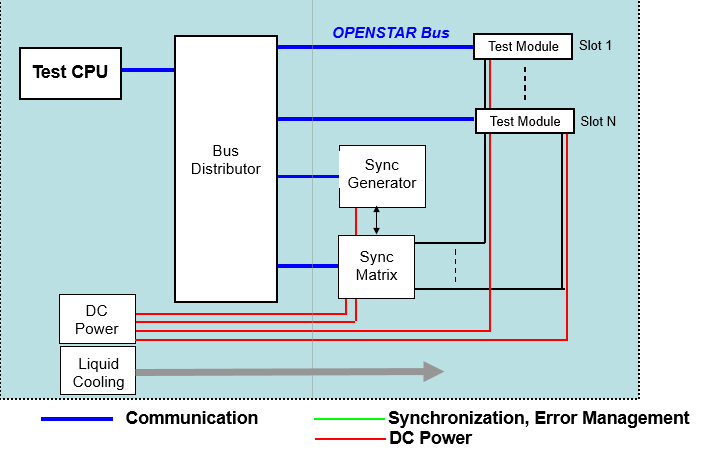 OPENSTAR Bus
Test Module
Slot 1
Test CPU
Test Module
Slot N
Bus
Distributor
Sync
Generator
Sync
Matrix
DC
Power
Liquid
Cooling
Communication
Synchronization, Error Management
DC Power